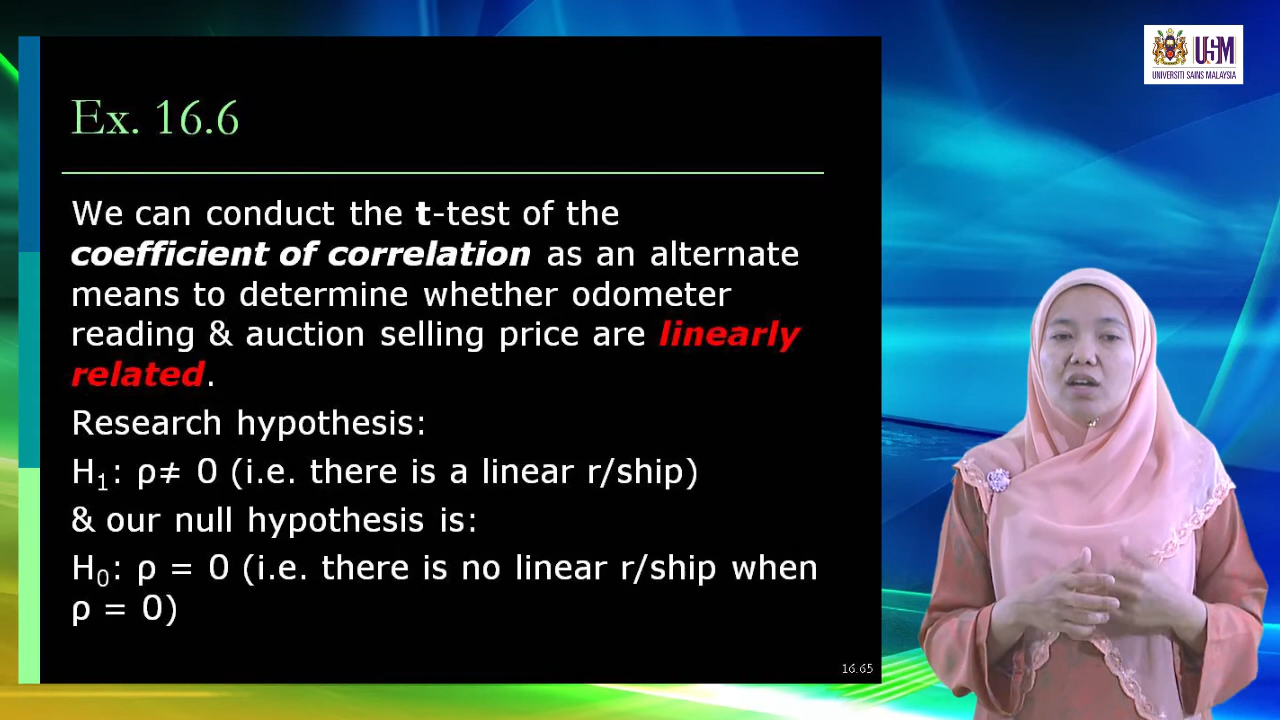 USM
UNIVERSITI SAINS MALAYSIA
Ex. 16.6
We can conduct the t-test of the
coefficient of correlation as an alternate
means to determine whether odometer
reading & auction selling price are linearly
related.
Research hypothesis:
H₁: ρ≠ 0 (i.e. there is a linear r/ship)
& our null hypothesis is:
H₀: ρ = 0 (i.e. there is no linear r/ship when
ρ = 0)
16.65